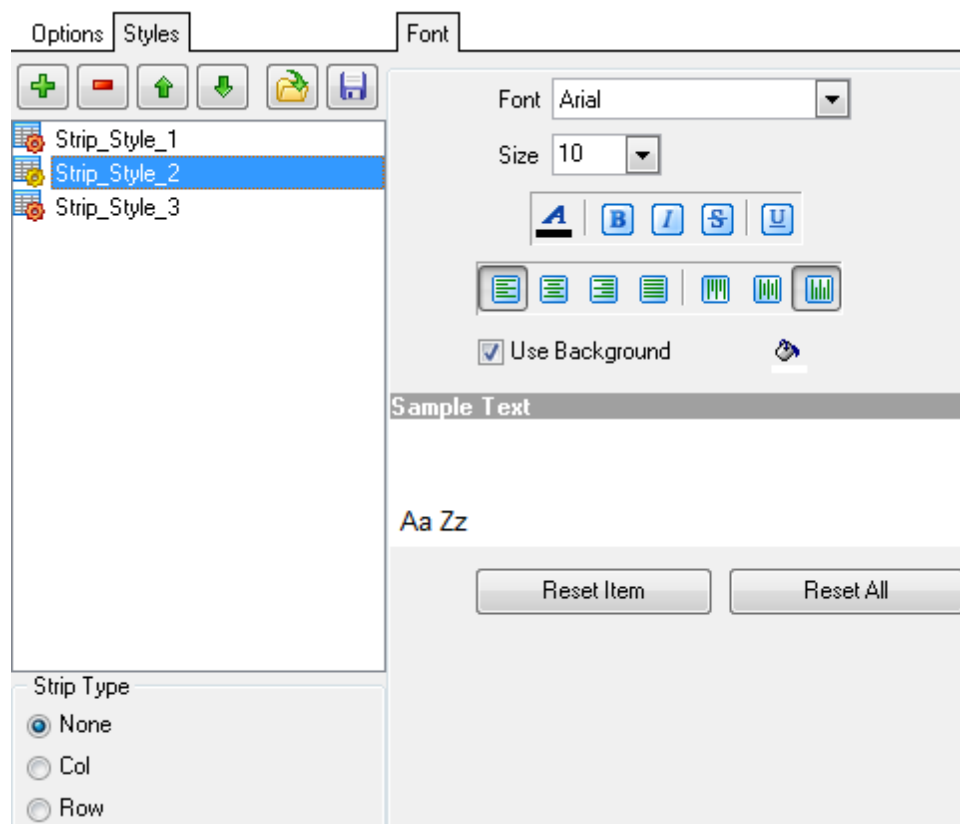 Options Styles Font
Font Arial
Size 10
A B I S U
Use Background
Strip_Style_1
Strip_Style_2
Strip_Style_3
Sample Text
Aa Zz
Reset Item Reset All
Strip Type
None
Col
Row